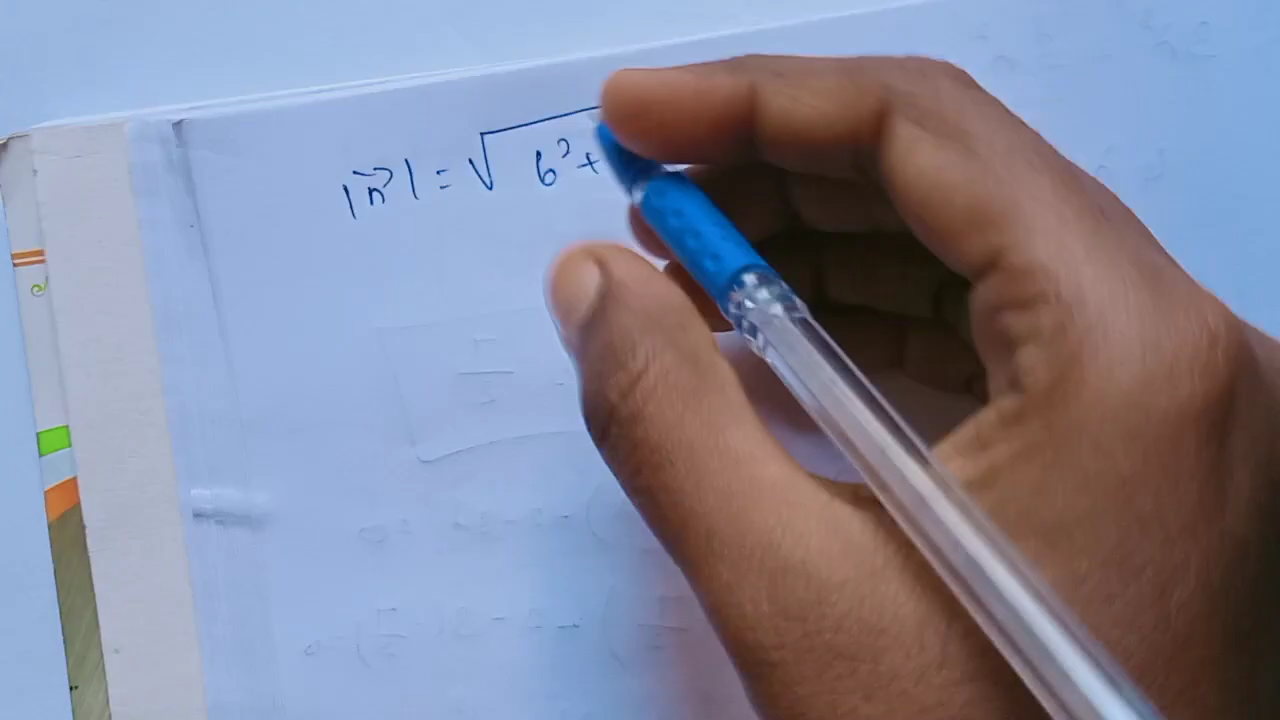 |n⃗| = √6² +